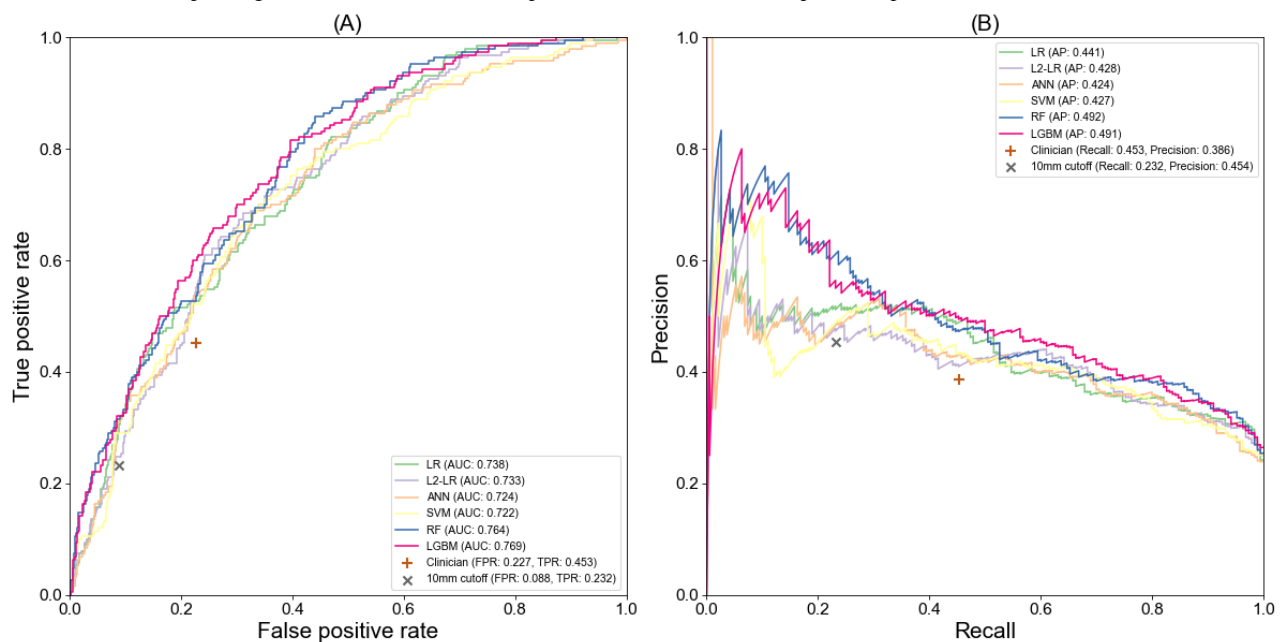 (A)
True positive rate
1.0
0.8
0.6
0.4
0.2
0.0
LR (AUC: 0.738)
L2-LR (AUC: 0.733)
ANN (AUC: 0.724)
SVM (AUC: 0.722)
RF (AUC: 0.764)
LGBM (AUC: 0.769)
Clinician (FPR: 0.227, TPR: 0.453)
10mm cutoff (FPR: 0.088, TPR: 0.232)
0.0 0.2 0.4 0.6 0.8 1.0
False positive rate
(B)
Precision
1.0
0.8
0.6
0.4
0.2
0.0
LR (AP: 0.441)
L2-LR (AP: 0.428)
ANN (AP: 0.424)
SVM (AP: 0.427)
RF (AP: 0.492)
LGBM (AP: 0.491)
Clinician (Recall: 0.453, Precision: 0.386)
10mm cutoff (Recall: 0.232, Precision: 0.454)
0.0 0.2 0.4 0.6 0.8 1.0
Recall